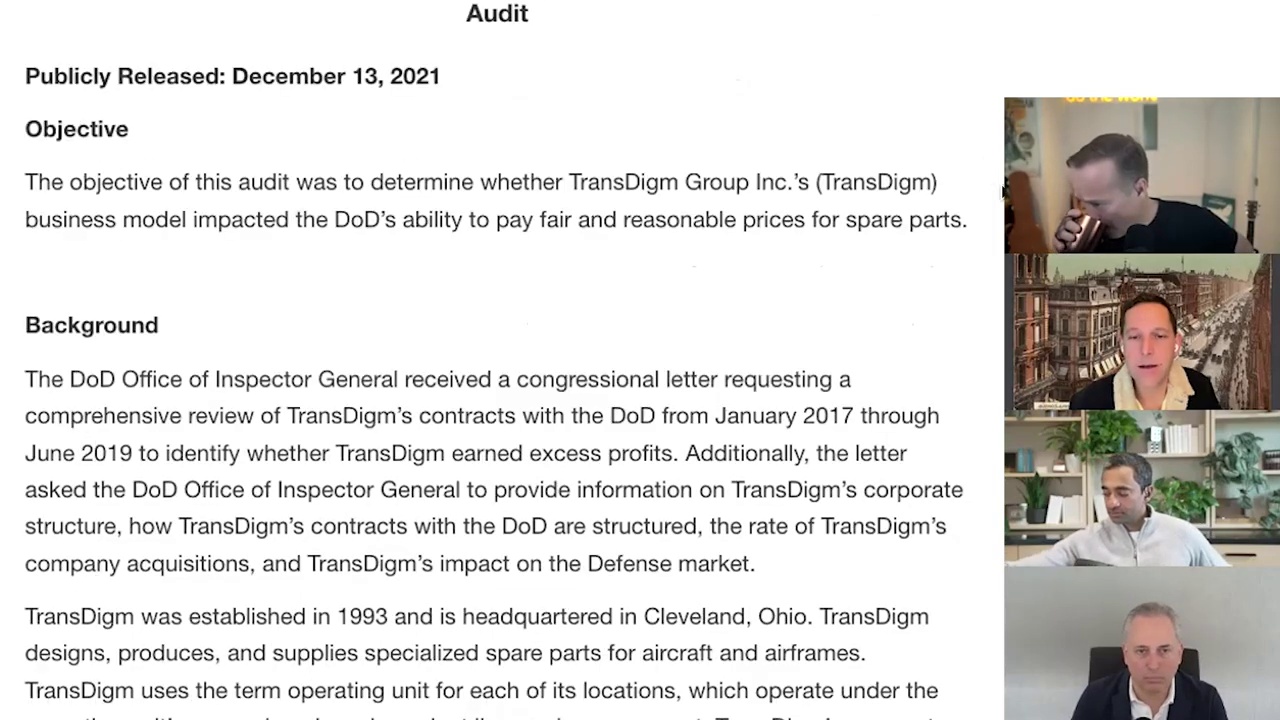 Audit
Publicly Released: December 13, 2021
Objective
The objective of this audit was to determine whether TransDigm Group Inc.’s (TransDigm)
business model impacted the DoD’s ability to pay fair and reasonable prices for spare parts.
Background
The DoD Office of Inspector General received a congressional letter requesting a
comprehensive review of TransDigm’s contracts with the DoD from January 2017 through
June 2019 to identify whether TransDigm earned excess profits. Additionally, the letter
asked the DoD Office of Inspector General to provide information on TransDigm’s corporate
structure, how TransDigm’s contracts with the DoD are structured, the rate of TransDigm’s
company acquisitions, and TransDigm’s impact on the Defense market.
TransDigm was established in 1993 and is headquartered in Cleveland, Ohio. TransDigm
designs, produces, and supplies specialized spare parts for aircraft and airframes.
TransDigm uses the term operating unit for each of its locations, which operate under the